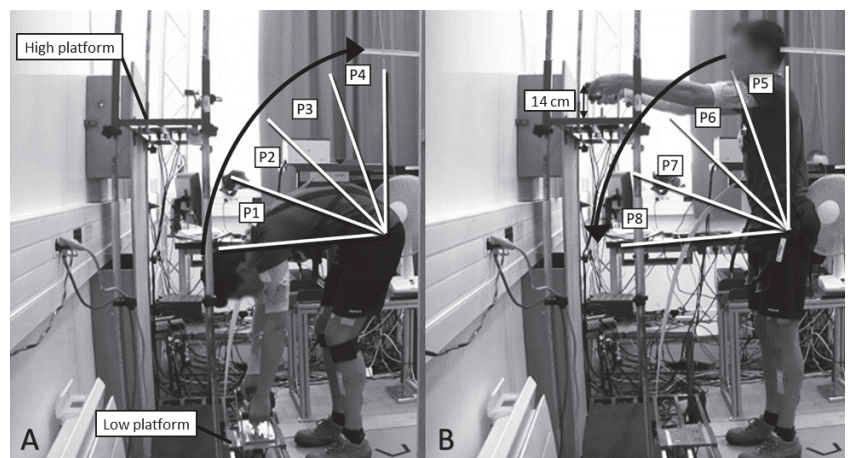 High platform
P4
P3
P2
P1
Low platform
A
14 cm
P5
P6
P7
P8
B